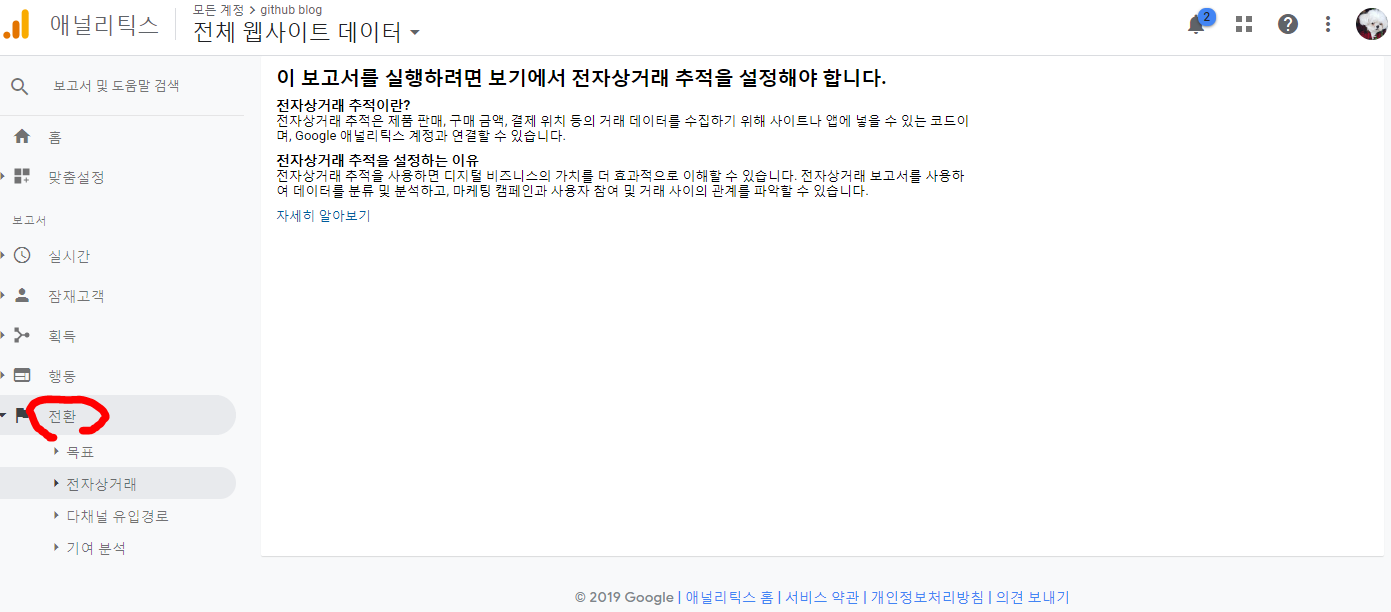 애널리틱스
모든 계정 > github blog
전체 웹사이트 데이터
2
보고서 및 도움말 검색
홈
맞춤설정
보고서
실시간
잠재고객
획득
행동
전환
목표
전자상거래
다채널 유입경로
기여 분석
이 보고서를 실행하려면 보기에서 전자상거래 추적을 설정해야 합니다.
전자상거래 추적이란?
전자상거래 추적은 제품 판매, 구매 금액, 결제 위치 등의 거래 데이터를 수집하기 위해 사이트나 앱에 넣을 수 있는 코드이
며, Google 애널리틱스 계정과 연결할 수 있습니다.
전자상거래 추적을 설정하는 이유
전자상거래 추적을 사용하면 디지털 비즈니스의 가치를 더 효과적으로 이해할 수 있습니다. 전자상거래 보고서를 사용하
여 데이터를 분류 및 분석하고, 마케팅 캠페인과 사용자 참여 및 거래 사이의 관계를 파악할 수 있습니다.
자세히 알아보기
© 2019 Google | 애널리틱스 홈 | 서비스 약관 | 개인정보처리방침 | 의견 보내기